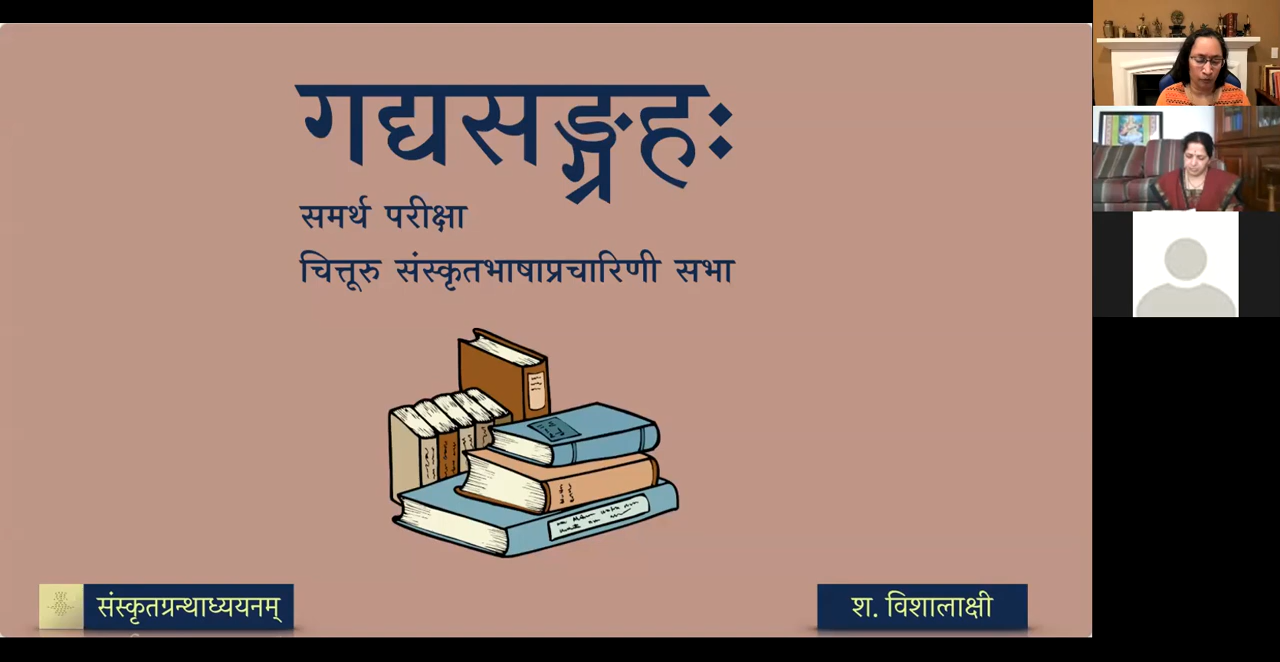 गद्यसङ्ग्रहः
समर्थ परीक्षा
चित्तूरु संस्कृतभाषाप्रचारिणी सभा
संस्कृतग्रन्थाध्ययनम्
श. विशालाक्षी